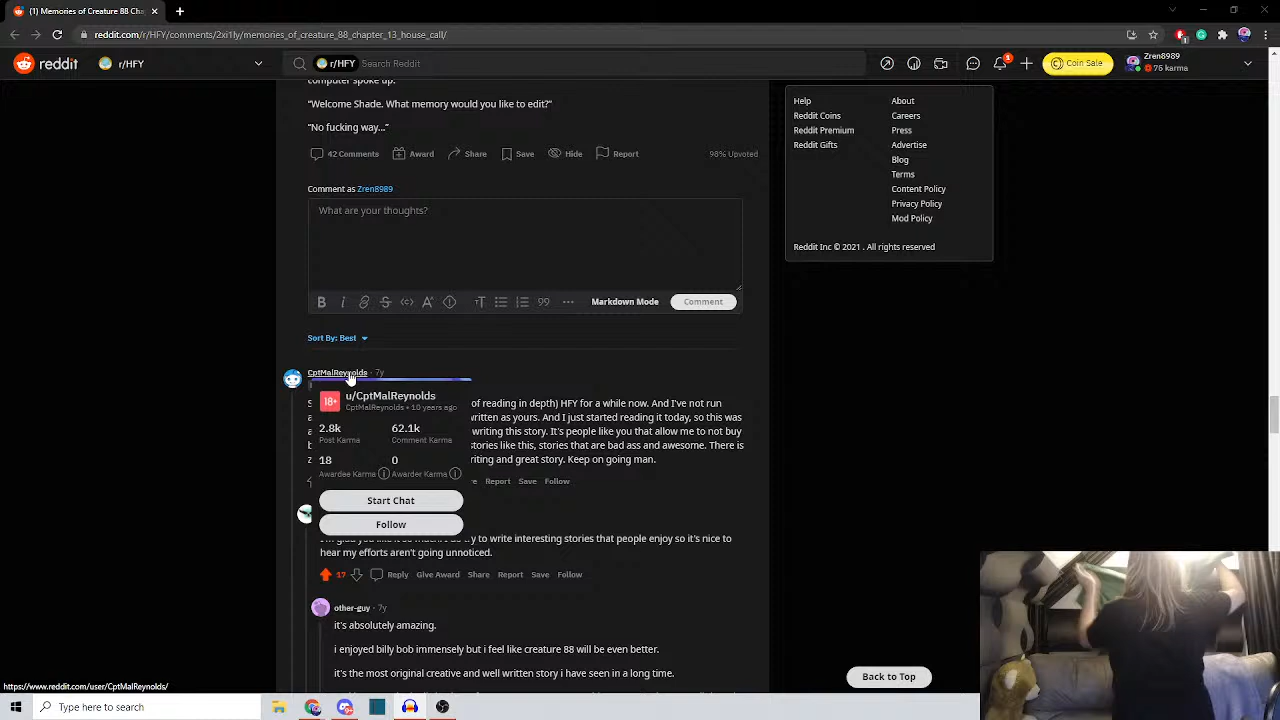 (1) Memories of Creature 88 Cha
reddit.com/r/HFY/comments/2xi1ly/memories_of_creature_88_chapter_13_house_call/
reddit
r/HFY
r/HFY Search Reddit
1
Coin Sale
Zren8989
75 karma
computer spoke up.
“Welcome Shade. What memory would you like to edit?”
“No fucking way…”
42 Comments Award Share Save Hide Report 98% Upvoted
Comment as Zren8989
What are your thoughts?
Markdown Mode Comment
Sort By: Best
CptMalReynolds · 7y
u/CptMalReynolds
CptMalReynolds • 10 years ago
18+
2.8k 62.1k
Post Karma Comment Karma
18 0
Awardee Karma Awarder Karma
Start Chat
Follow
of reading in depth) HFY for a while now. And I've not run
written as yours. And I just started reading it today, so this was
writing this story. It's people like you that allow me to not buy
stories like this, stories that are bad ass and awesome. There is
riting and great story. Keep on going man.
Report Save Follow
to write interesting stories that people enjoy so it's nice to
hear my efforts aren't going unnoticed.
17 Reply Give Award Share Report Save Follow
other-guy · 7y
it's absolutely amazing.
i enjoyed billy bob immensely but i feel like creature 88 will be even better.
it's the most original creative and well written story i have seen in a long time.
Help About
Reddit Coins Careers
Reddit Premium Press
Reddit Gifts Advertise
Blog
Terms
Content Policy
Privacy Policy
Mod Policy
Reddit Inc © 2021 . All rights reserved
Back to Top
https://www.reddit.com/user/CptMalReynolds/
Type here to search